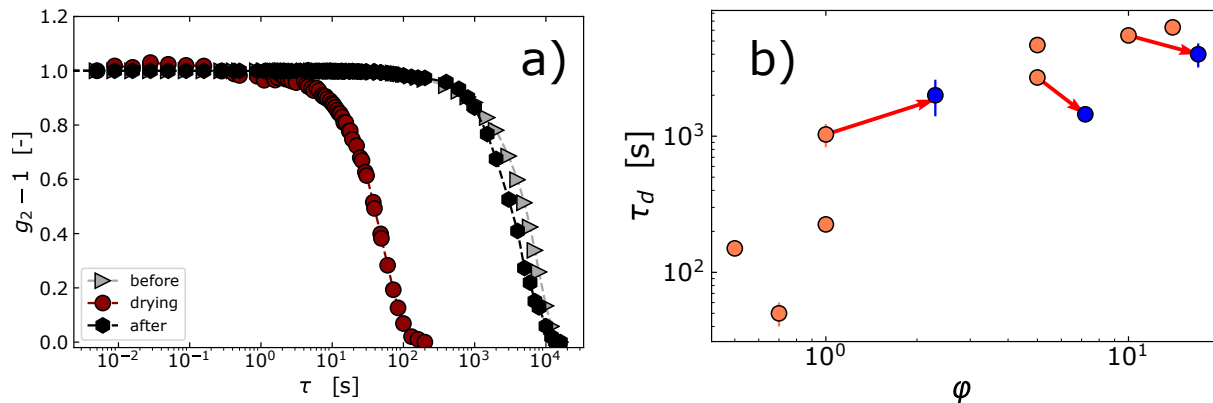 a)
1.2
1.0
0.8
0.6
0.4
0.2
0.0
g₂ − 1 [-]
before
drying
after
10⁻² 10⁻¹ 10⁰ 10¹ 10² 10³ 10⁴
τ [s]
b)
10³
10²
τ_d [s]
10⁰ 10¹
φ